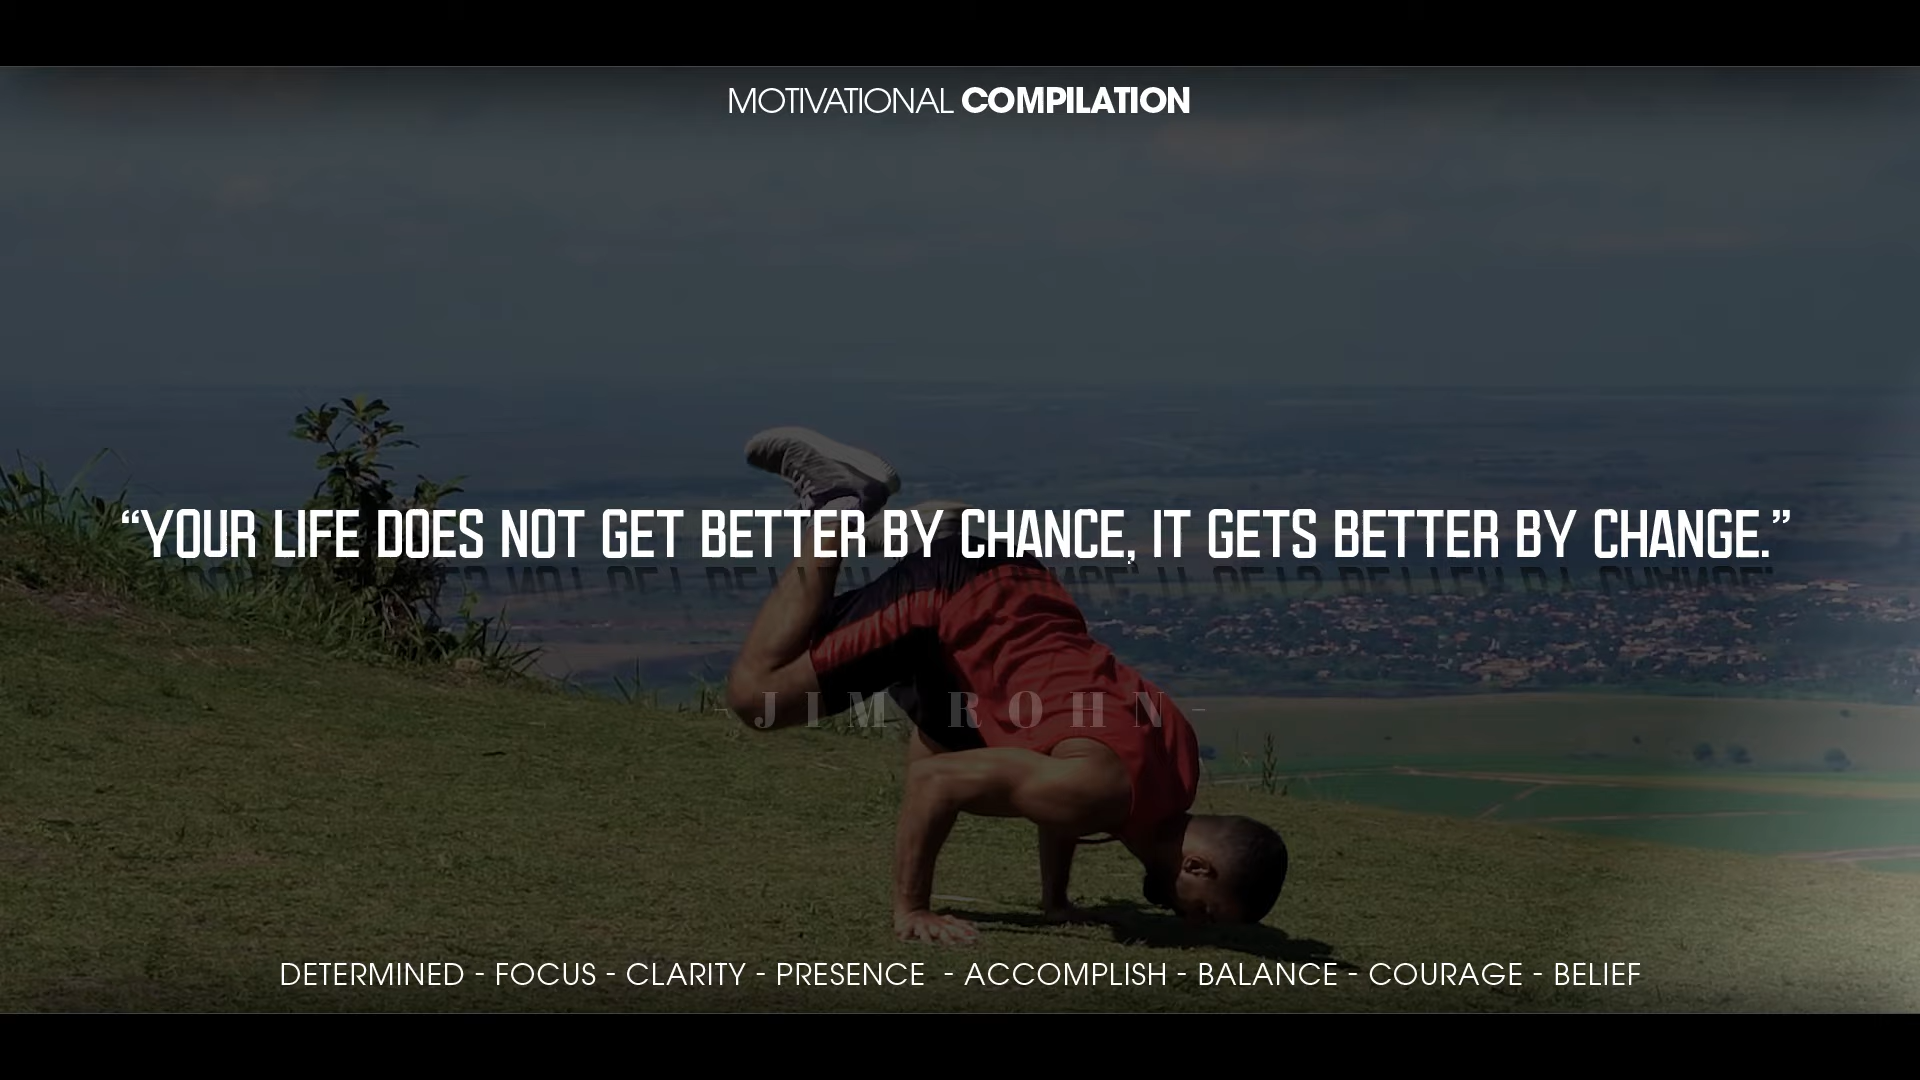 MOTIVATIONAL COMPILATION
“YOUR LIFE DOES NOT GET BETTER BY CHANCE, IT GETS BETTER BY CHANGE.”
- JIM ROHN -
DETERMINED - FOCUS - CLARITY - PRESENCE - ACCOMPLISH - BALANCE - COURAGE - BELIEF